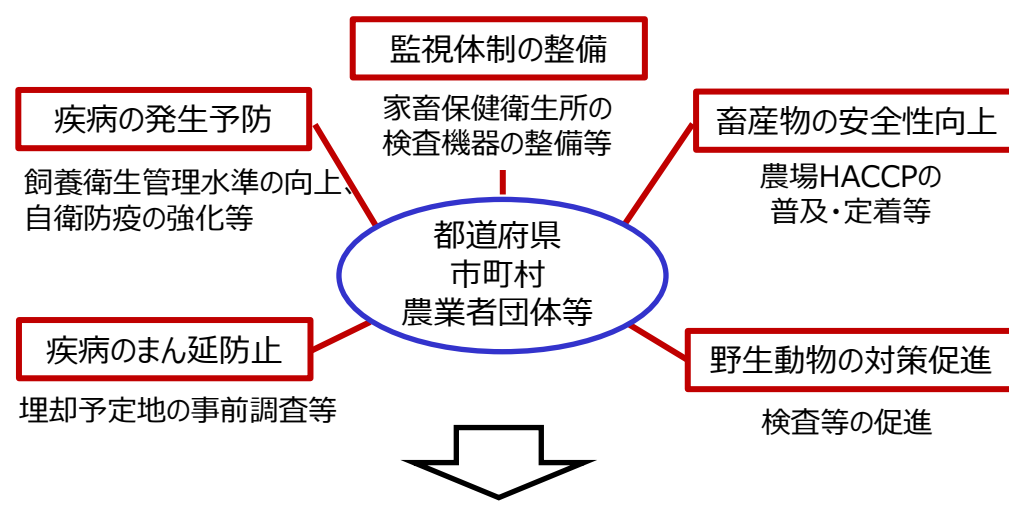 監視体制の整備
家畜保健衛生所の
検査機器の整備等
疾病の発生予防
飼養衛生管理水準の向上、
自衛防疫の強化等
畜産物の安全性向上
農場HACCPの
普及・定着等
都道府県
市町村
農業者団体等
疾病のまん延防止
埋却予定地の事前調査等
野生動物の対策促進
検査等の促進